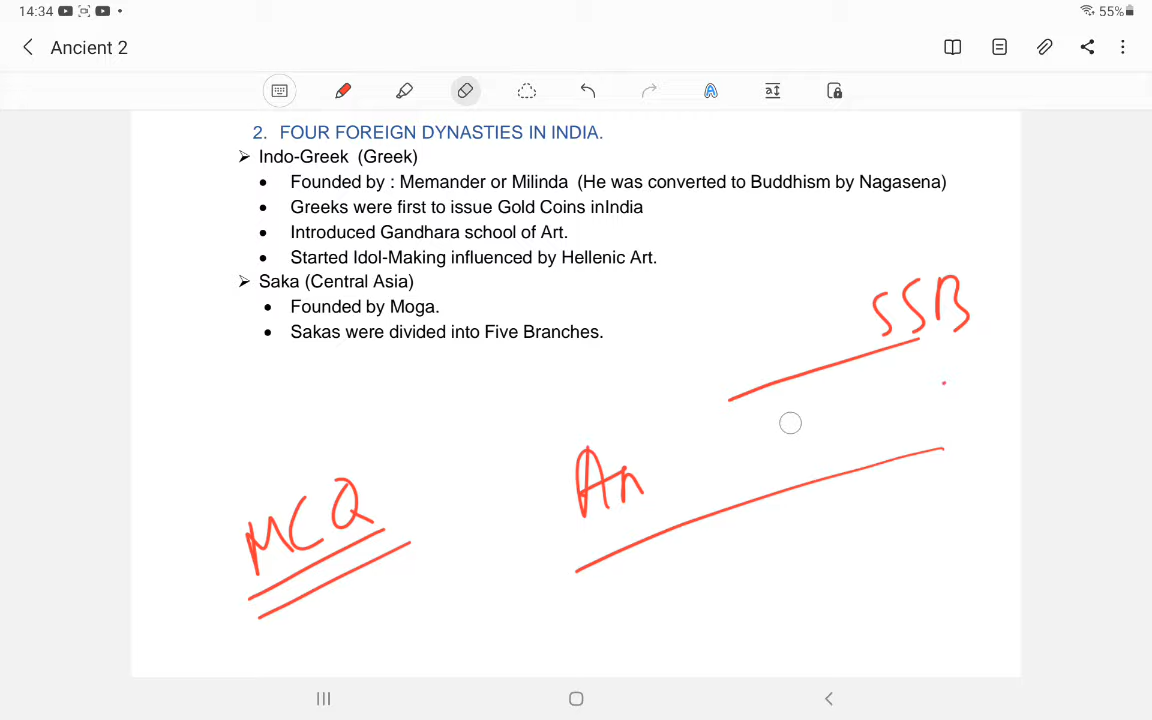 14:34
55%
Ancient 2
2. FOUR FOREIGN DYNASTIES IN INDIA.
➢ Indo-Greek (Greek)
• Founded by : Memander or Milinda (He was converted to Buddhism by Nagasena)
• Greeks were first to issue Gold Coins inIndia
• Introduced Gandhara school of Art.
• Started Idol-Making influenced by Hellenic Art.
➢ Saka (Central Asia)
• Founded by Moga.
• Sakas were divided into Five Branches.
SSB
An
MCQ